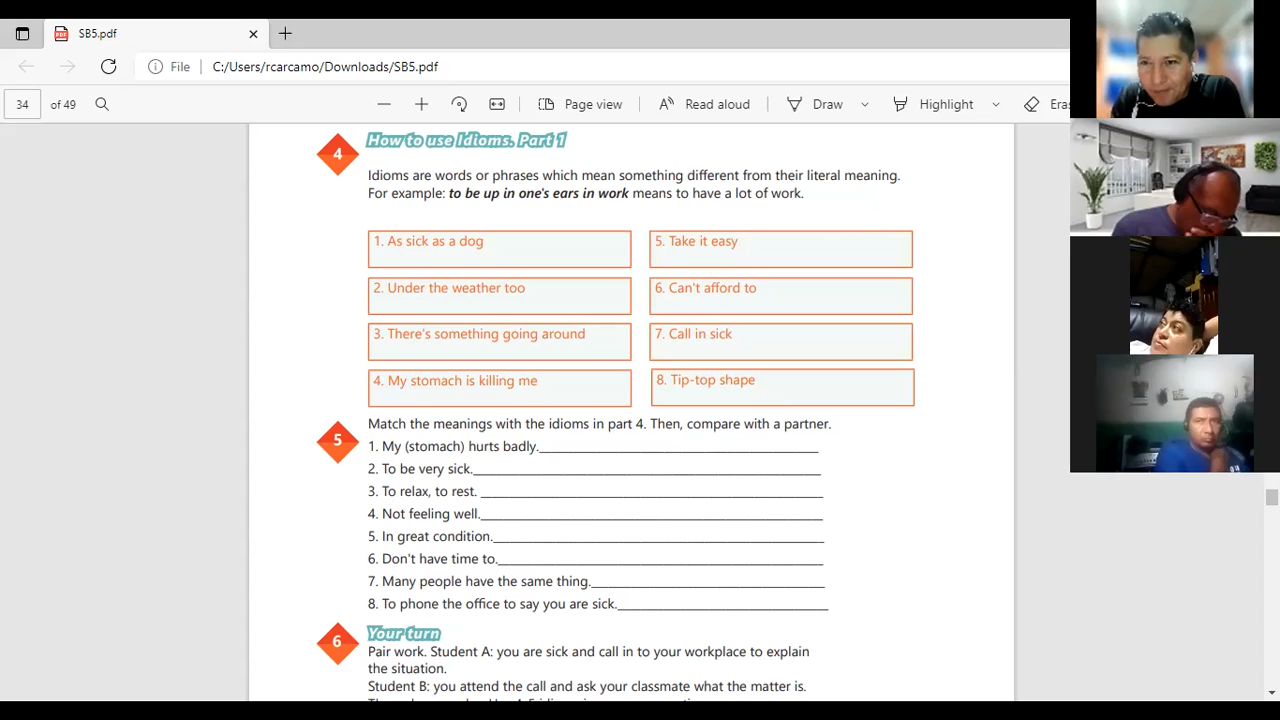 SB5.pdf
File C:/Users/rcarcamo/Downloads/SB5.pdf
34 of 49 Page view Read aloud Draw Highlight Eras
4 How to use Idioms. Part 1
Idioms are words or phrases which mean something different from their literal meaning.
For example: to be up in one's ears in work means to have a lot of work.
1. As sick as a dog
5. Take it easy
2. Under the weather too
6. Can't afford to
3. There's something going around
7. Call in sick
4. My stomach is killing me
8. Tip-top shape
5 Match the meanings with the idioms in part 4. Then, compare with a partner.
1. My (stomach) hurts badly.
2. To be very sick.
3. To relax, to rest.
4. Not feeling well.
5. In great condition.
6. Don't have time to.
7. Many people have the same thing.
8. To phone the office to say you are sick.
6 Your turn
Pair work. Student A: you are sick and call in to your workplace to explain
the situation.
Student B: you attend the call and ask your classmate what the matter is.